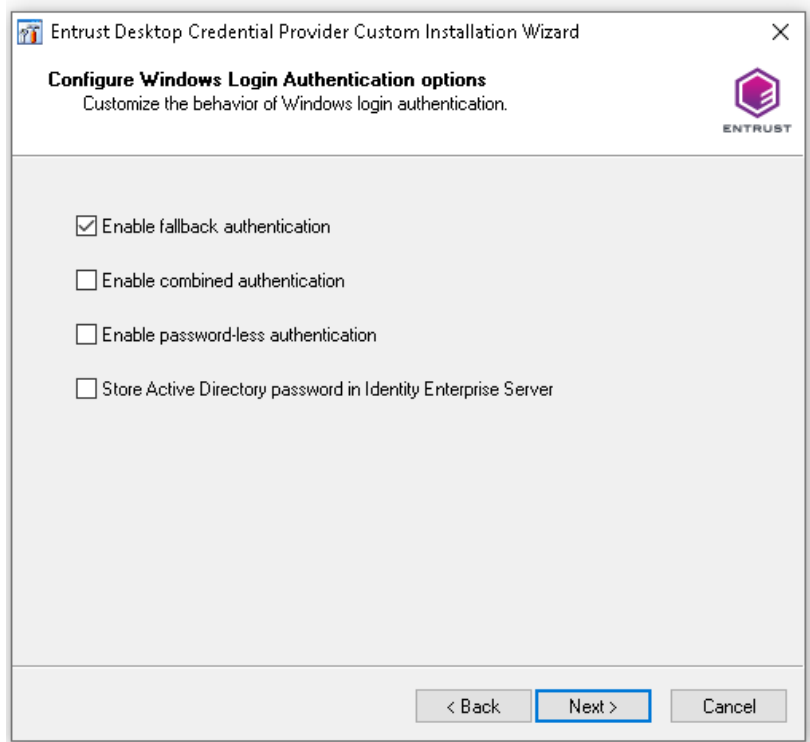 Entrust Desktop Credential Provider Custom Installation Wizard
Configure Windows Login Authentication options
Customize the behavior of Windows login authentication.
ENTRUST
Enable fallback authentication
Enable combined authentication
Enable password-less authentication
Store Active Directory password in Identity Enterprise Server
< Back
Next >
Cancel